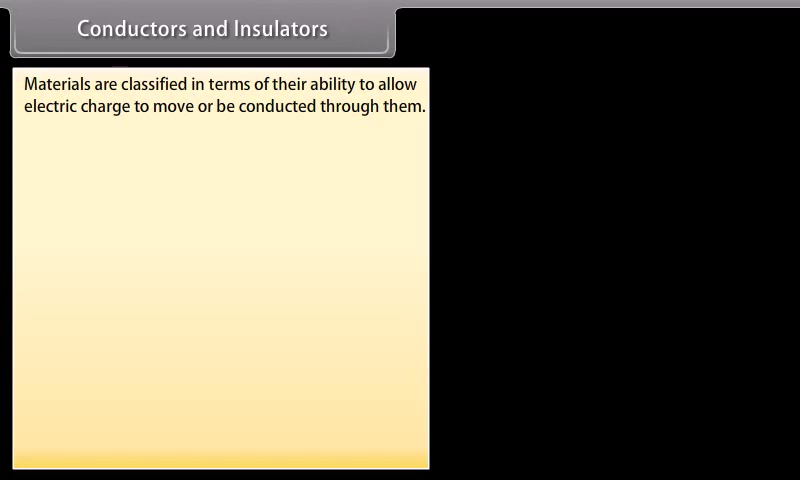 Conductors and Insulators
Materials are classified in terms of their ability to allow
electric charge to move or be conducted through them.